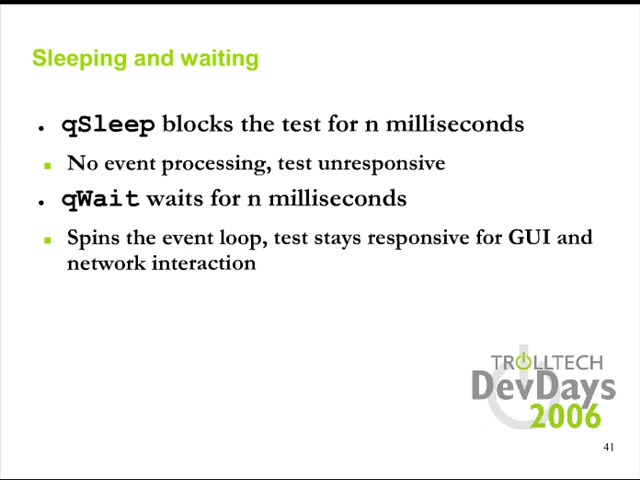 Sleeping and waiting
• qSleep blocks the test for n milliseconds
▪ No event processing, test unresponsive
• qWait waits for n milliseconds
▪ Spins the event loop, test stays responsive for GUI and
network interaction
TROLLTECH
DevDays
2006
41